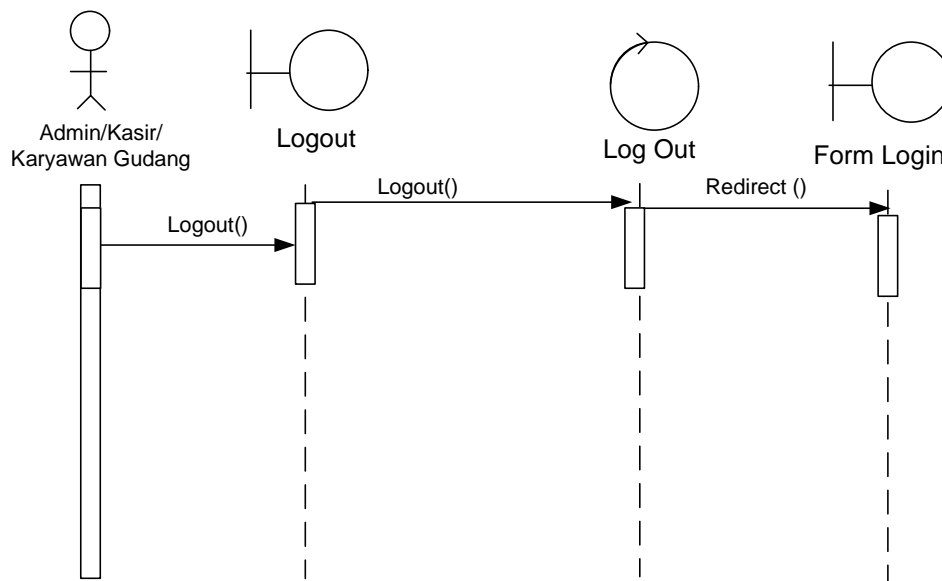 Admin/Kasir/
Karyawan Gudang
Logout
Log Out
Form Login
Logout()
Logout()
Redirect ()